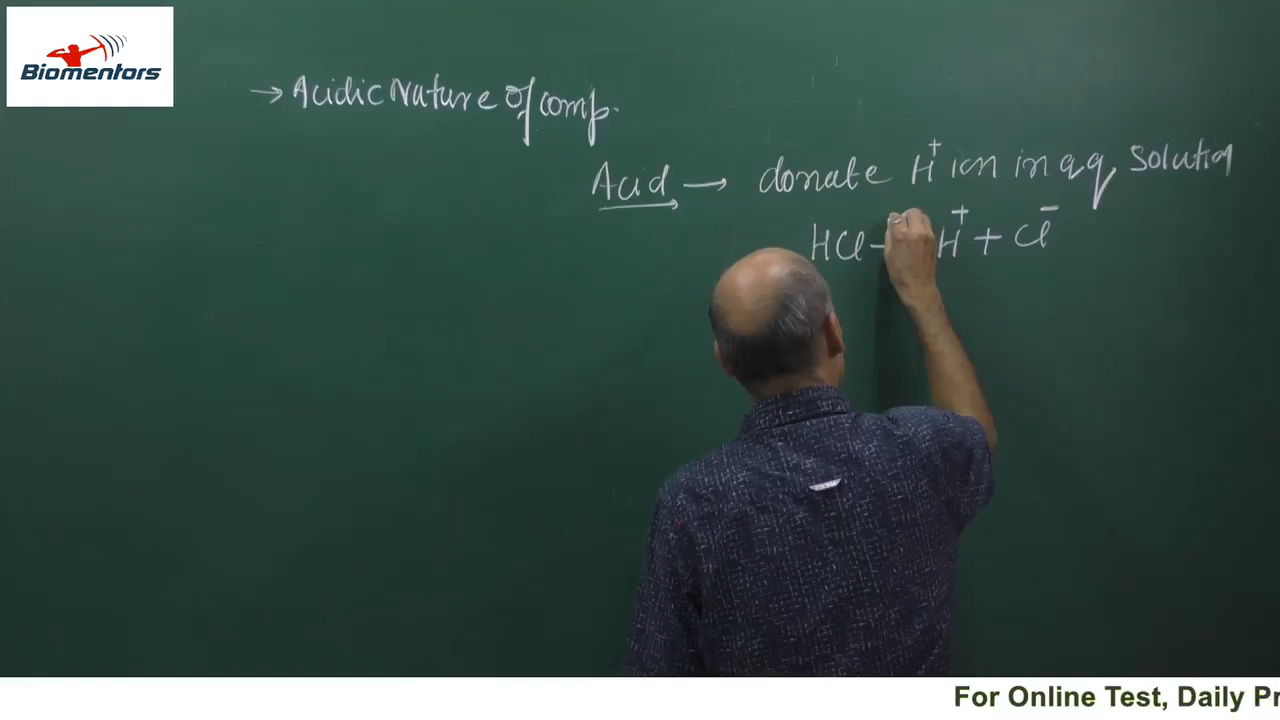 Biomentors
→ Acidic Nature of comp.
Acid → donate H⁺ ion in aq solution
HCl - H⁺ + Cl⁻
For Online Test, Daily Pr